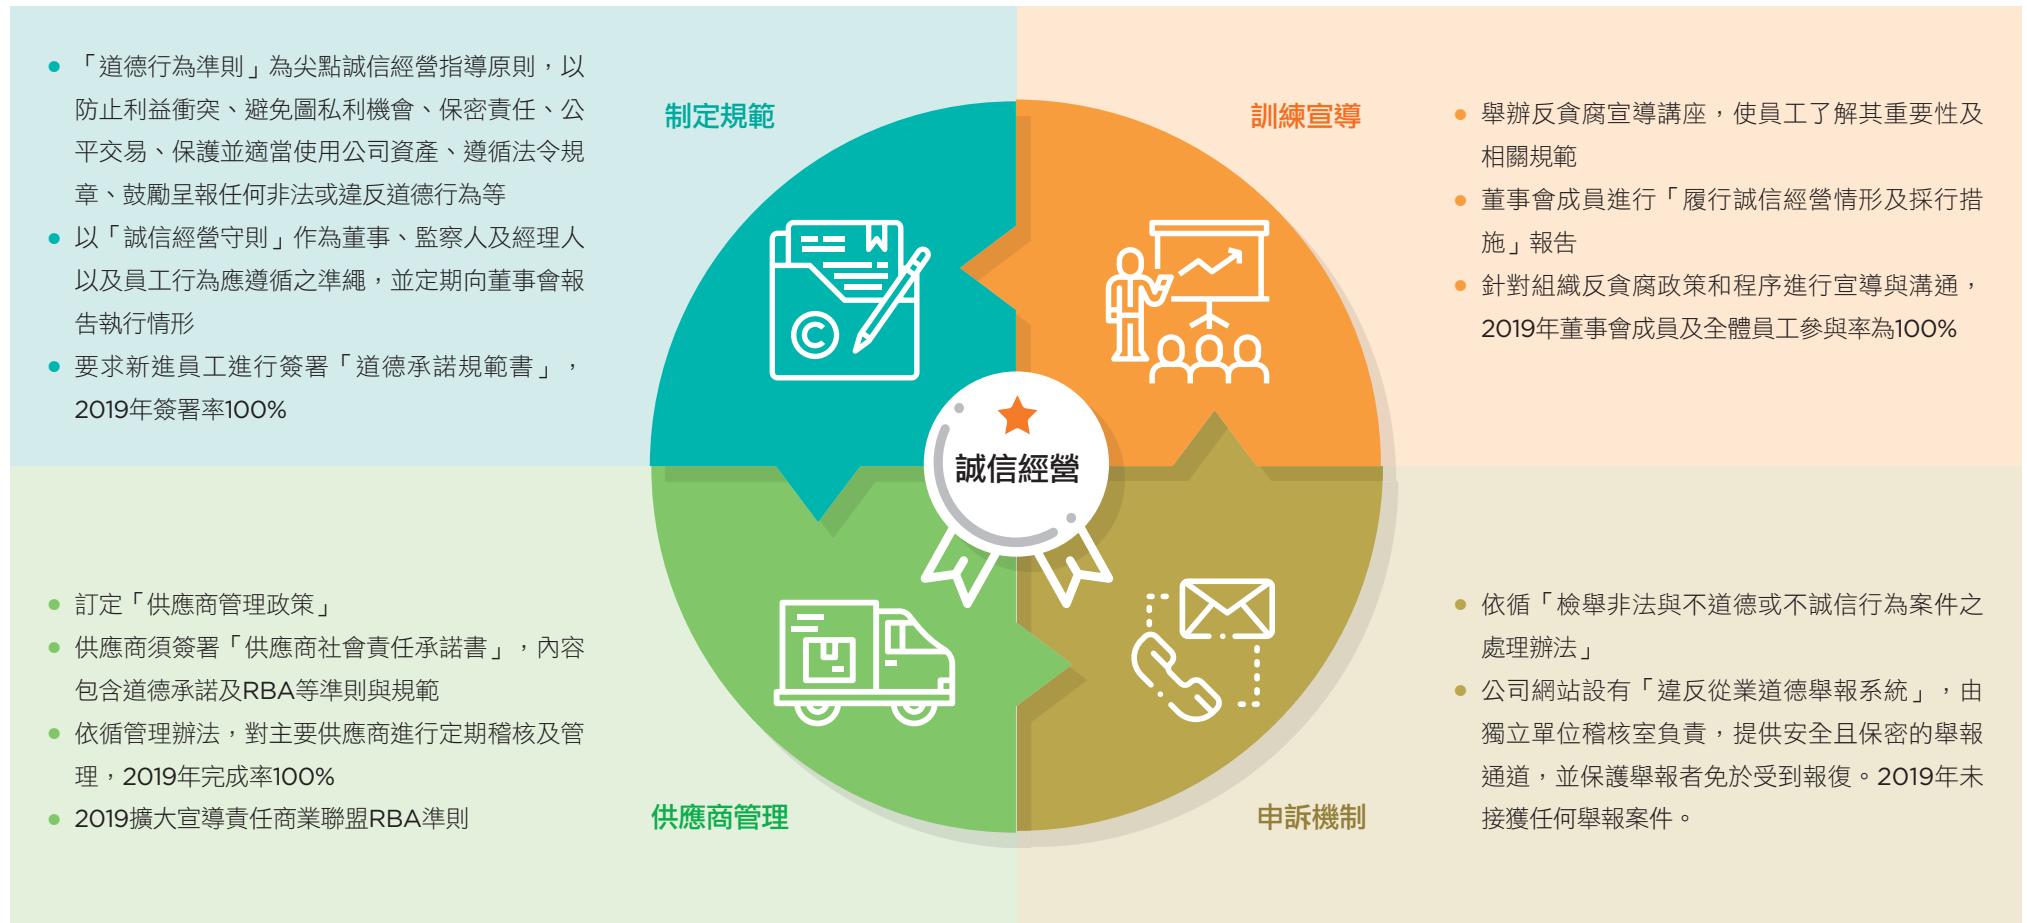 制定規範
● 「道德行為準則」為尖點誠信經營指導原則，以
防止利益衝突、避免圖私利機會、保密責任、公
平交易、保護並適當使用公司資產、遵循法令規
章、鼓勵呈報任何非法或違反道德行為等
● 以「誠信經營守則」作為董事、監察人及經理人
以及員工行為應遵循之準繩，並定期向董事會報
告執行情形
● 要求新進員工進行簽署「道德承諾規範書」，
2019年簽署率100%
訓練宣導
● 舉辦反貪腐宣導講座，使員工了解其重要性及
相關規範
● 董事會成員進行「履行誠信經營情形及採行措
施」報告
● 針對組織反貪腐政策和程序進行宣導與溝通，
2019年董事會成員及全體員工參與率為100%
誠信經營
供應商管理
● 訂定「供應商管理政策」
● 供應商須簽署「供應商社會責任承諾書」，內容
包含道德承諾及RBA等準則與規範
● 依循管理辦法，對主要供應商進行定期稽核及管
理，2019年完成率100%
● 2019擴大宣導責任商業聯盟RBA準則
申訴機制
● 依循「檢舉非法與不道德或不誠信行為案件之
處理辦法」
● 公司網站設有「違反從業道德舉報系統」，由
獨立單位稽核室負責，提供安全且保密的舉報
通道，並保護舉報者免於受到報復。2019年未
接獲任何舉報案件。